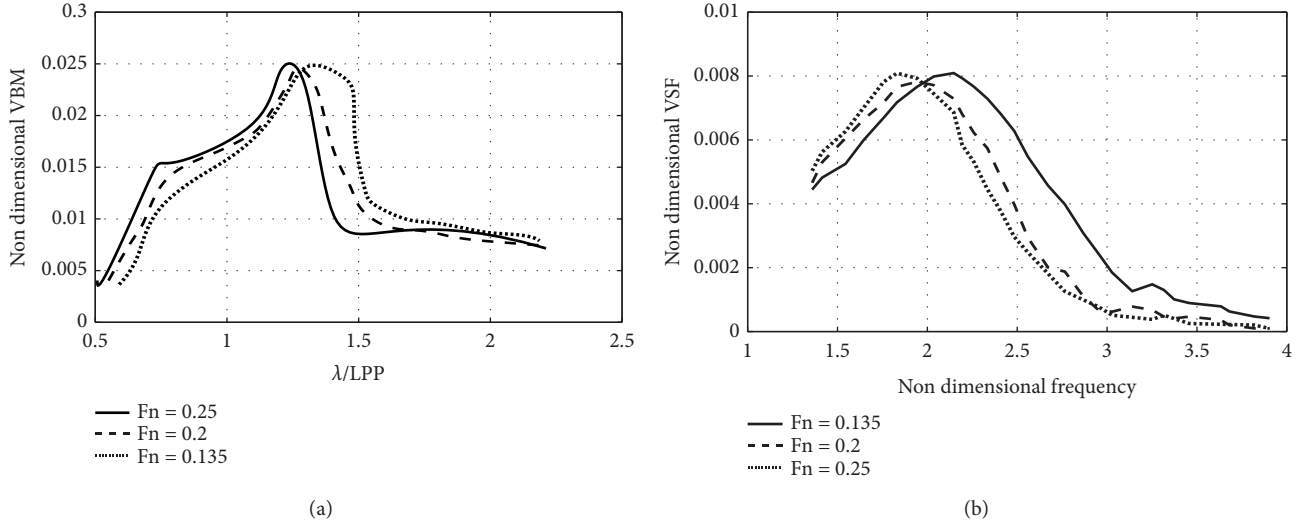 Non dimensional VBM
0.3
0.025
0.02
0.015
0.01
0.005
0
0.5
1
1.5
2
2.5
λ/LPP
Fn = 0.25
Fn = 0.2
Fn = 0.135
(a)
Non dimensional VSF
0.01
0.008
0.006
0.004
0.002
0
1
1.5
2
2.5
3
3.5
4
Non dimensional frequency
Fn = 0.135
Fn = 0.2
Fn = 0.25
(b)